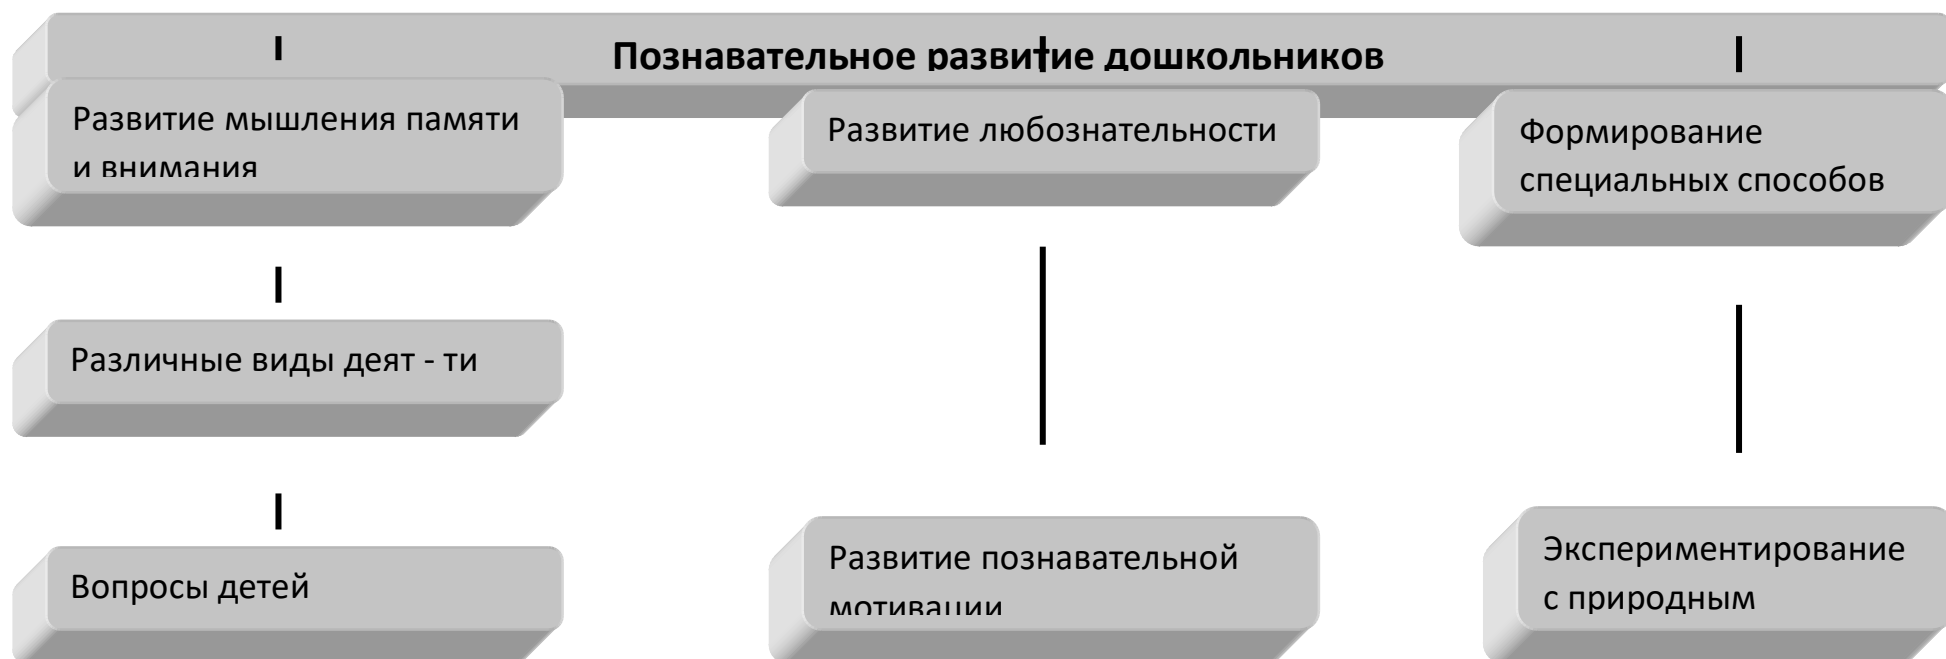 Познавательное развитие дошкольников
Развитие мышления памяти
и внимания
Развитие любознательности
Формирование
специальных способов
Различные виды деят - ти
Вопросы детей
Развитие познавательной
мотивации
Экспериментирование
с природным